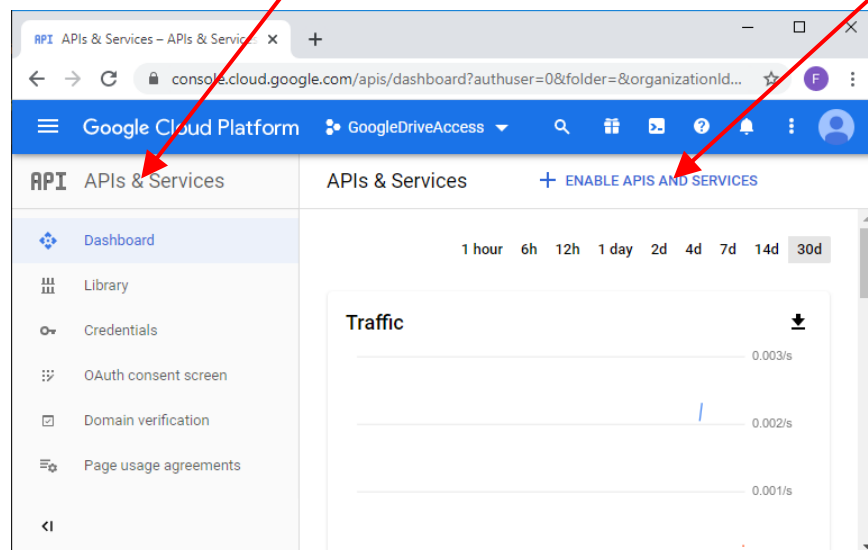 API APIs & Services – APIs & Services
console.cloud.google.com/apis/dashboard?authuser=0&folder=&organizationId... F
Google Cloud Platform GoogleDriveAccess
API APIs & Services APIs & Services + ENABLE APIS AND SERVICES
Dashboard
1 hour 6h 12h 1 day 2d 4d 7d 14d 30d
Library
Traffic
Credentials
0.003/s
OAuth consent screen
Domain verification
0.002/s
Page usage agreements
0.001/s